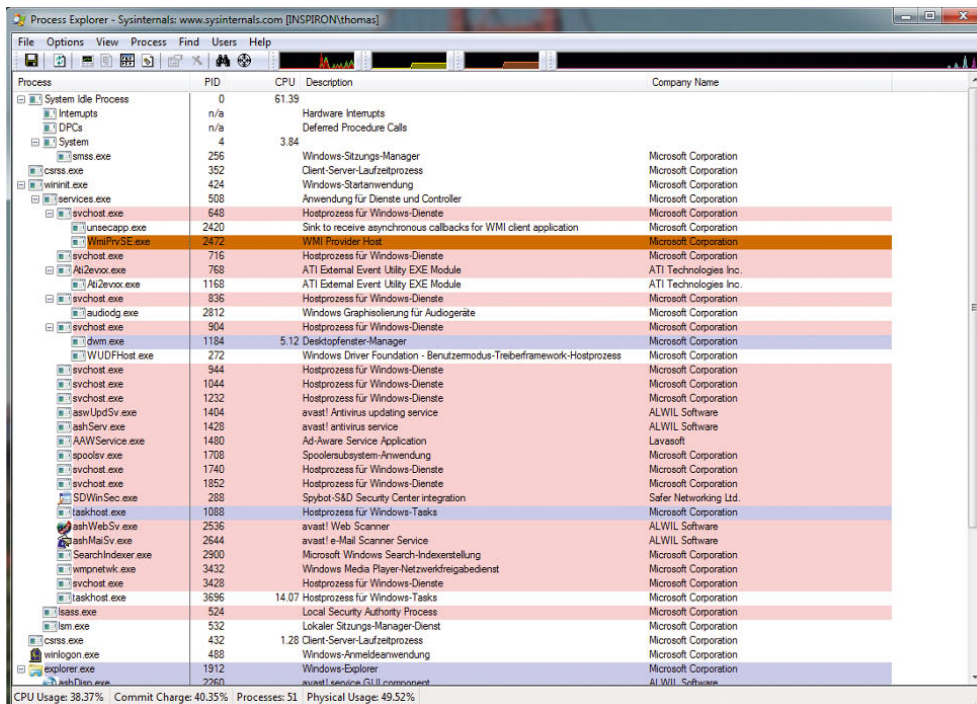 Process Explorer - Sysinternals: www.sysinternals.com [INSPIRON\thomas]
File Options View Process Find Users Help
Process PID CPU Description Company Name
System Idle Process 0 61.39
Interrupts n/a Hardware Interrupts
DPCs n/a Deferred Procedure Calls
System 4 3.84
smss.exe 256 Windows-Sitzungs-Manager Microsoft Corporation
csrss.exe 352 Client-Server-Laufzeitprozess Microsoft Corporation
wininit.exe 424 Windows-Startanwendung Microsoft Corporation
services.exe 508 Anwendung für Dienste und Controller Microsoft Corporation
svchost.exe 648 Hostprozess für Windows-Dienste Microsoft Corporation
unsecapp.exe 2420 Sink to receive asynchronous callbacks for WMI client application Microsoft Corporation
WmiPrvSE.exe 2472 WMI Provider Host Microsoft Corporation
svchost.exe 716 Hostprozess für Windows-Dienste Microsoft Corporation
Ati2evxx.exe 768 ATI External Event Utility EXE Module ATI Technologies Inc.
Ati2evxx.exe 1168 ATI External Event Utility EXE Module ATI Technologies Inc.
svchost.exe 836 Hostprozess für Windows-Dienste Microsoft Corporation
audiodg.exe 2812 Windows Graphisolierung für Audiogeräte Microsoft Corporation
svchost.exe 904 Hostprozess für Windows-Dienste Microsoft Corporation
dwm.exe 1184 5.12 Desktopfenster-Manager Microsoft Corporation
WUDFHost.exe 272 Windows Driver Foundation - Benutzermodus-Treiberframework-Hostprozess Microsoft Corporation
svchost.exe 944 Hostprozess für Windows-Dienste Microsoft Corporation
svchost.exe 1044 Hostprozess für Windows-Dienste Microsoft Corporation
svchost.exe 1232 Hostprozess für Windows-Dienste Microsoft Corporation
aswUpdSv.exe 1404 avast! Antivirus updating service ALWIL Software
ashServ.exe 1428 avast! antivirus service ALWIL Software
AAWService.exe 1480 Ad-Aware Service Application Lavasoft
spoolsv.exe 1708 Spoolersubsystem-Anwendung Microsoft Corporation
svchost.exe 1740 Hostprozess für Windows-Dienste Microsoft Corporation
svchost.exe 1852 Hostprozess für Windows-Dienste Microsoft Corporation
SDWinSec.exe 288 Spybot-S&D Security Center integration Safer Networking Ltd.
taskhost.exe 1088 Hostprozess für Windows-Tasks Microsoft Corporation
ashWebSv.exe 2536 avast! Web Scanner ALWIL Software
ashMaiSv.exe 2644 avast! e-Mail Scanner Service ALWIL Software
SearchIndexer.exe 2900 Microsoft Windows Search-Indexerstellung Microsoft Corporation
wmpnetwk.exe 3432 Windows Media Player-Netzwerkfreigabedienst Microsoft Corporation
svchost.exe 3428 Hostprozess für Windows-Dienste Microsoft Corporation
taskhost.exe 3696 14.07 Hostprozess für Windows-Tasks Microsoft Corporation
lsass.exe 524 Local Security Authority Process Microsoft Corporation
lsm.exe 532 Lokaler Sitzungs-Manager-Dienst Microsoft Corporation
csrss.exe 432 1.28 Client-Server-Laufzeitprozess Microsoft Corporation
winlogon.exe 488 Windows-Anmeldeanwendung Microsoft Corporation
explorer.exe 1912 Windows-Explorer Microsoft Corporation
ashDisp.exe 2260 avast! service GUI component ALWIL Software
CPU Usage: 38.37% Commit Charge: 40.35% Processes: 51 Physical Usage: 49.52%